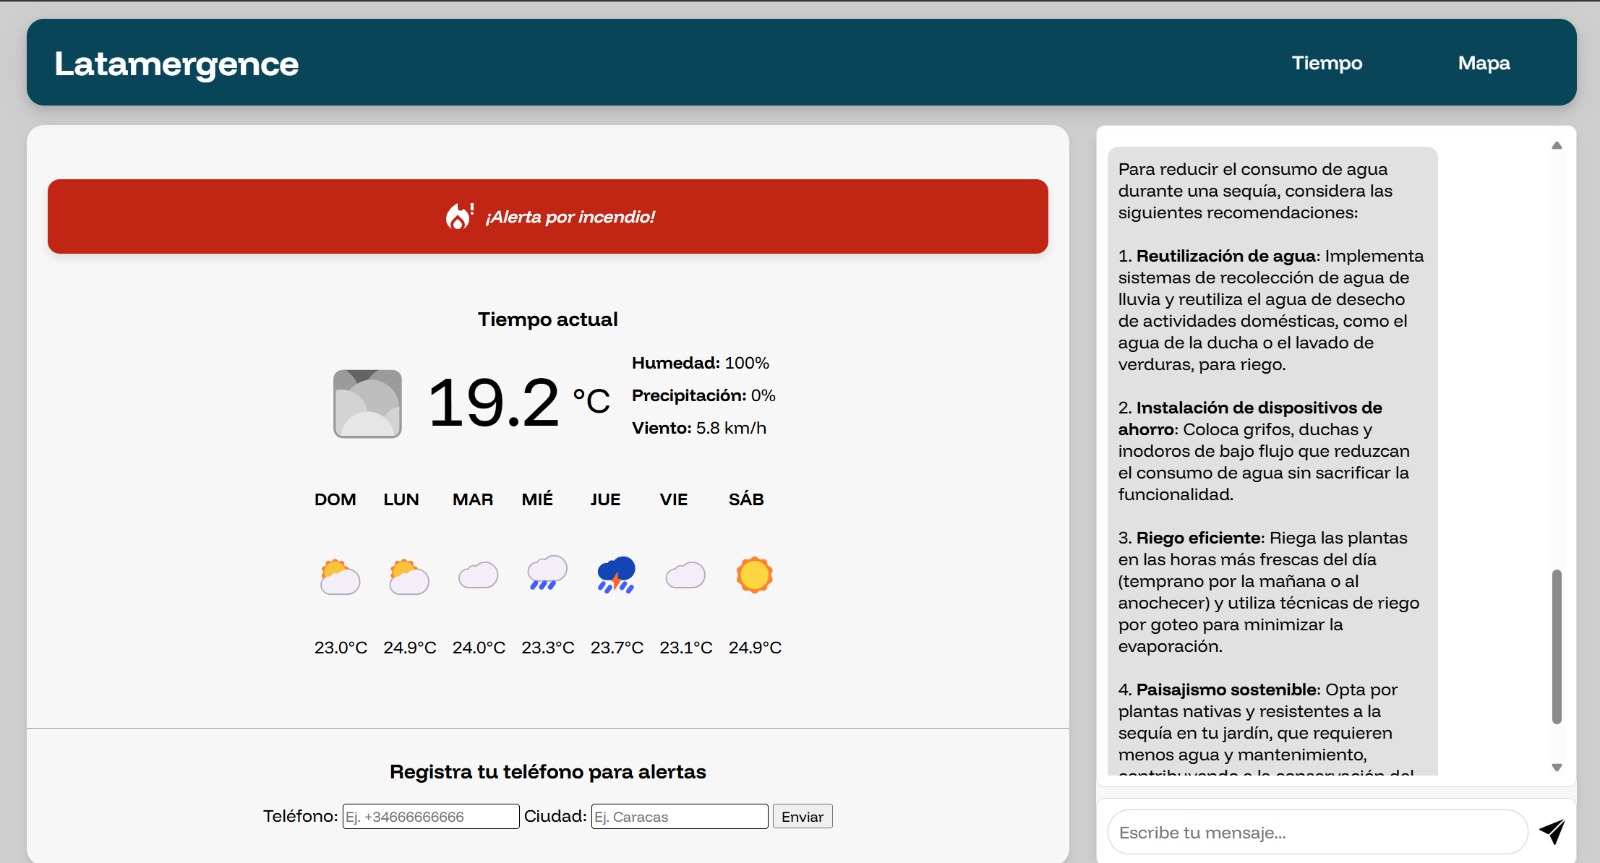 Latamergence
Tiempo
Mapa
¡Alerta por incendio!
Tiempo actual
19.2 °C
Humedad: 100%
Precipitación: 0%
Viento: 5.8 km/h
DOM LUN MAR MIÉ JUE VIE SÁB
23.0°C 24.9°C 24.0°C 23.3°C 23.7°C 23.1°C 24.9°C
Registra tu teléfono para alertas
Teléfono: Ej. +34666666666 Ciudad: Ej. Caracas Enviar
Para reducir el consumo de agua
durante una sequía, considera las
siguientes recomendaciones:
1. Reutilización de agua: Implementa
sistemas de recolección de agua de
lluvia y reutiliza el agua de desecho
de actividades domésticas, como el
agua de la ducha o el lavado de
verduras, para riego.
2. Instalación de dispositivos de
ahorro: Coloca grifos, duchas y
inodoros de bajo flujo que reduzcan
el consumo de agua sin sacrificar la
funcionalidad.
3. Riego eficiente: Riega las plantas
en las horas más frescas del día
(temprano por la mañana o al
anochecer) y utiliza técnicas de riego
por goteo para minimizar la
evaporación.
4. Paisajismo sostenible: Opta por
plantas nativas y resistentes a la
sequía en tu jardín, que requieren
menos agua y mantenimiento,
contribuyendo a la conservación del
Escribe tu mensaje...